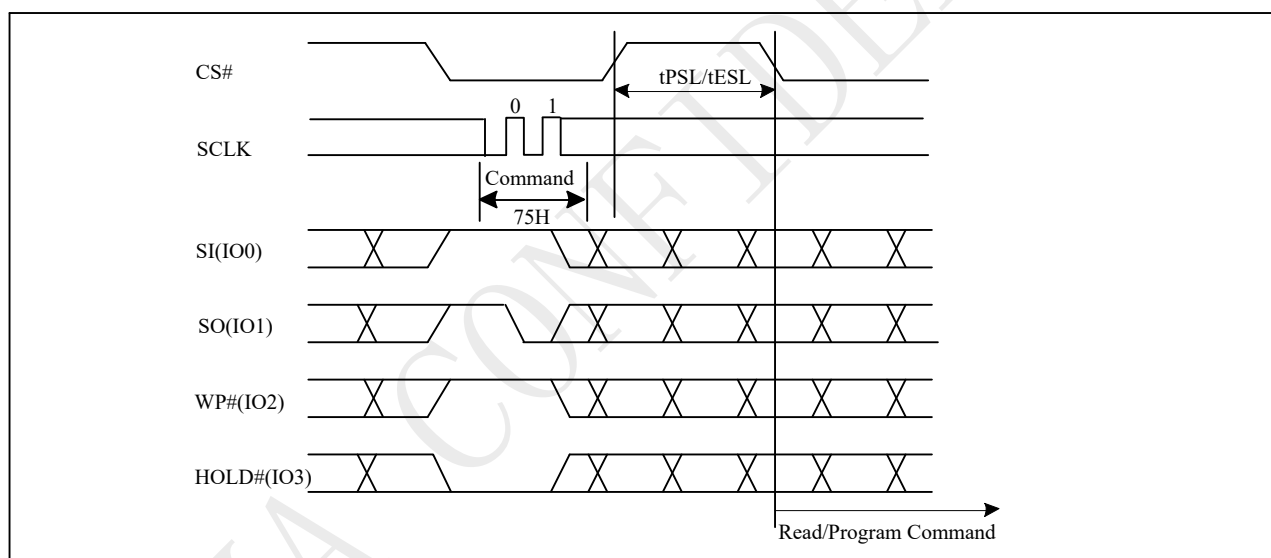 CS#
tPSL/tESL
0 1
SCLK
Command
75H
SI(IO0)
SO(IO1)
WP#(IO2)
HOLD#(IO3)
Read/Program Command